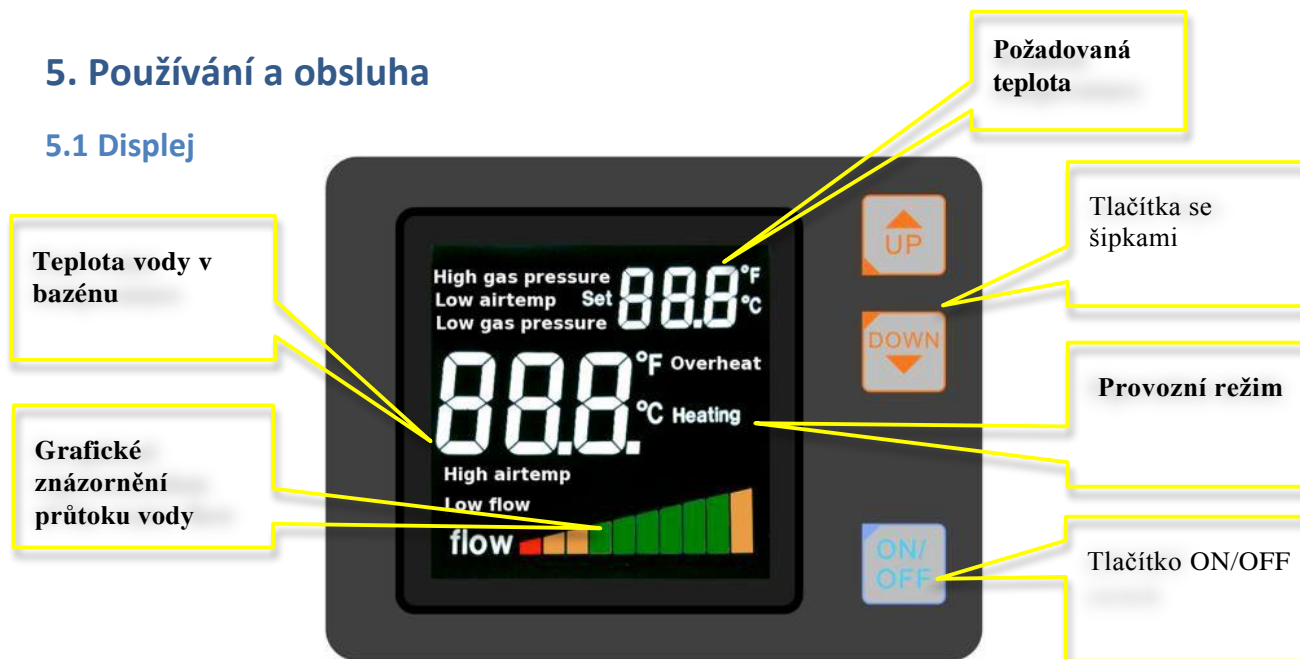 5. Používání a obsluha
5.1 Displej
Požadovaná
teplota
Teplota vody v
bazénu
Grafické
znázornění
průtoku vody
High gas pressure
Low airtemp Set 88.8 °F °C
Low gas pressure
88.8. °F Overheat
°C Heating
High airtemp
Low flow
flow
UP
DOWN
ON/
OFF
Tlačítka se
šipkami
Provozní režim
Tlačítko ON/OFF